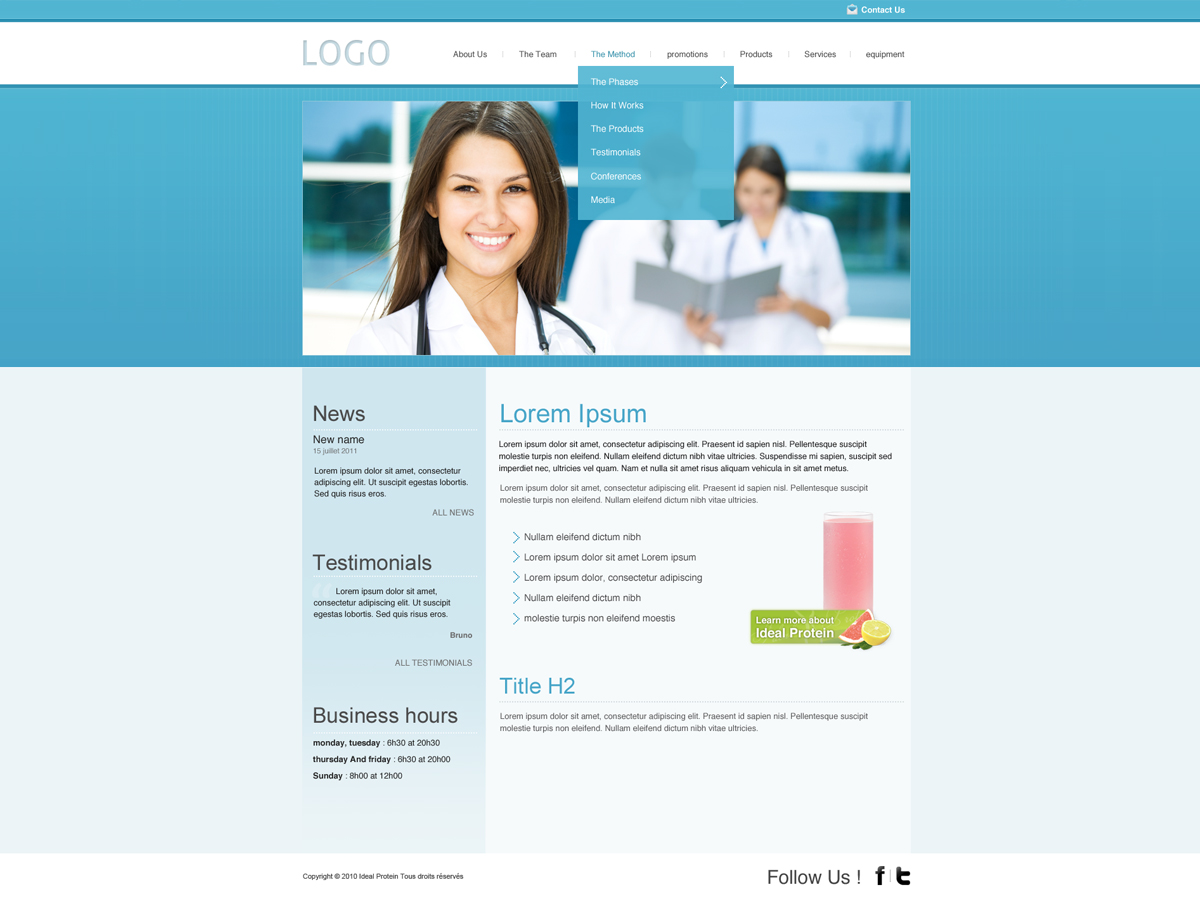 Contact Us
LOGO
About Us
The Team
The Method
promotions
Products
Services
equipment
The Phases
How It Works
The Products
Testimonials
Conferences
Media
News
New name
15 juillet 2011
Lorem ipsum dolor sit amet, consectetur
adipiscing elit. Ut suscipit egestas lobortis.
Sed quis risus eros.
ALL NEWS
Testimonials
Lorem ipsum dolor sit amet,
consectetur adipiscing elit. Ut suscipit
egestas lobortis. Sed quis risus eros.
Bruno
ALL TESTIMONIALS
Business hours
monday, tuesday : 6h30 at 20h30
thursday And friday : 6h30 at 20h00
Sunday : 8h00 at 12h00
Lorem Ipsum
Lorem ipsum dolor sit amet, consectetur adipiscing elit. Praesent id sapien nisl. Pellentesque suscipit
molestie turpis non eleifend. Nullam eleifend dictum nibh vitae ultricies. Suspendisse mi sapien, suscipit sed
imperdiet nec, ultricies vel quam. Nam et nulla sit amet risus aliquam vehicula in sit amet metus.
Lorem ipsum dolor sit amet, consectetur adipiscing elit. Praesent id sapien nisl. Pellentesque suscipit
molestie turpis non eleifend. Nullam eleifend dictum nibh vitae ultricies.
Nullam eleifend dictum nibh
Lorem ipsum dolor sit amet Lorem ipsum
Lorem ipsum dolor, consectetur adipiscing
Nullam eleifend dictum nibh
molestie turpis non eleifend moestis
Learn more about
Ideal Protein
Title H2
Lorem ipsum dolor sit amet, consectetur adipiscing elit. Praesent id sapien nisl. Pellentesque suscipit
molestie turpis non eleifend. Nullam eleifend dictum nibh vitae ultricies.
Copyright © 2010 Ideal Protein Tous droits réservés
Follow Us !